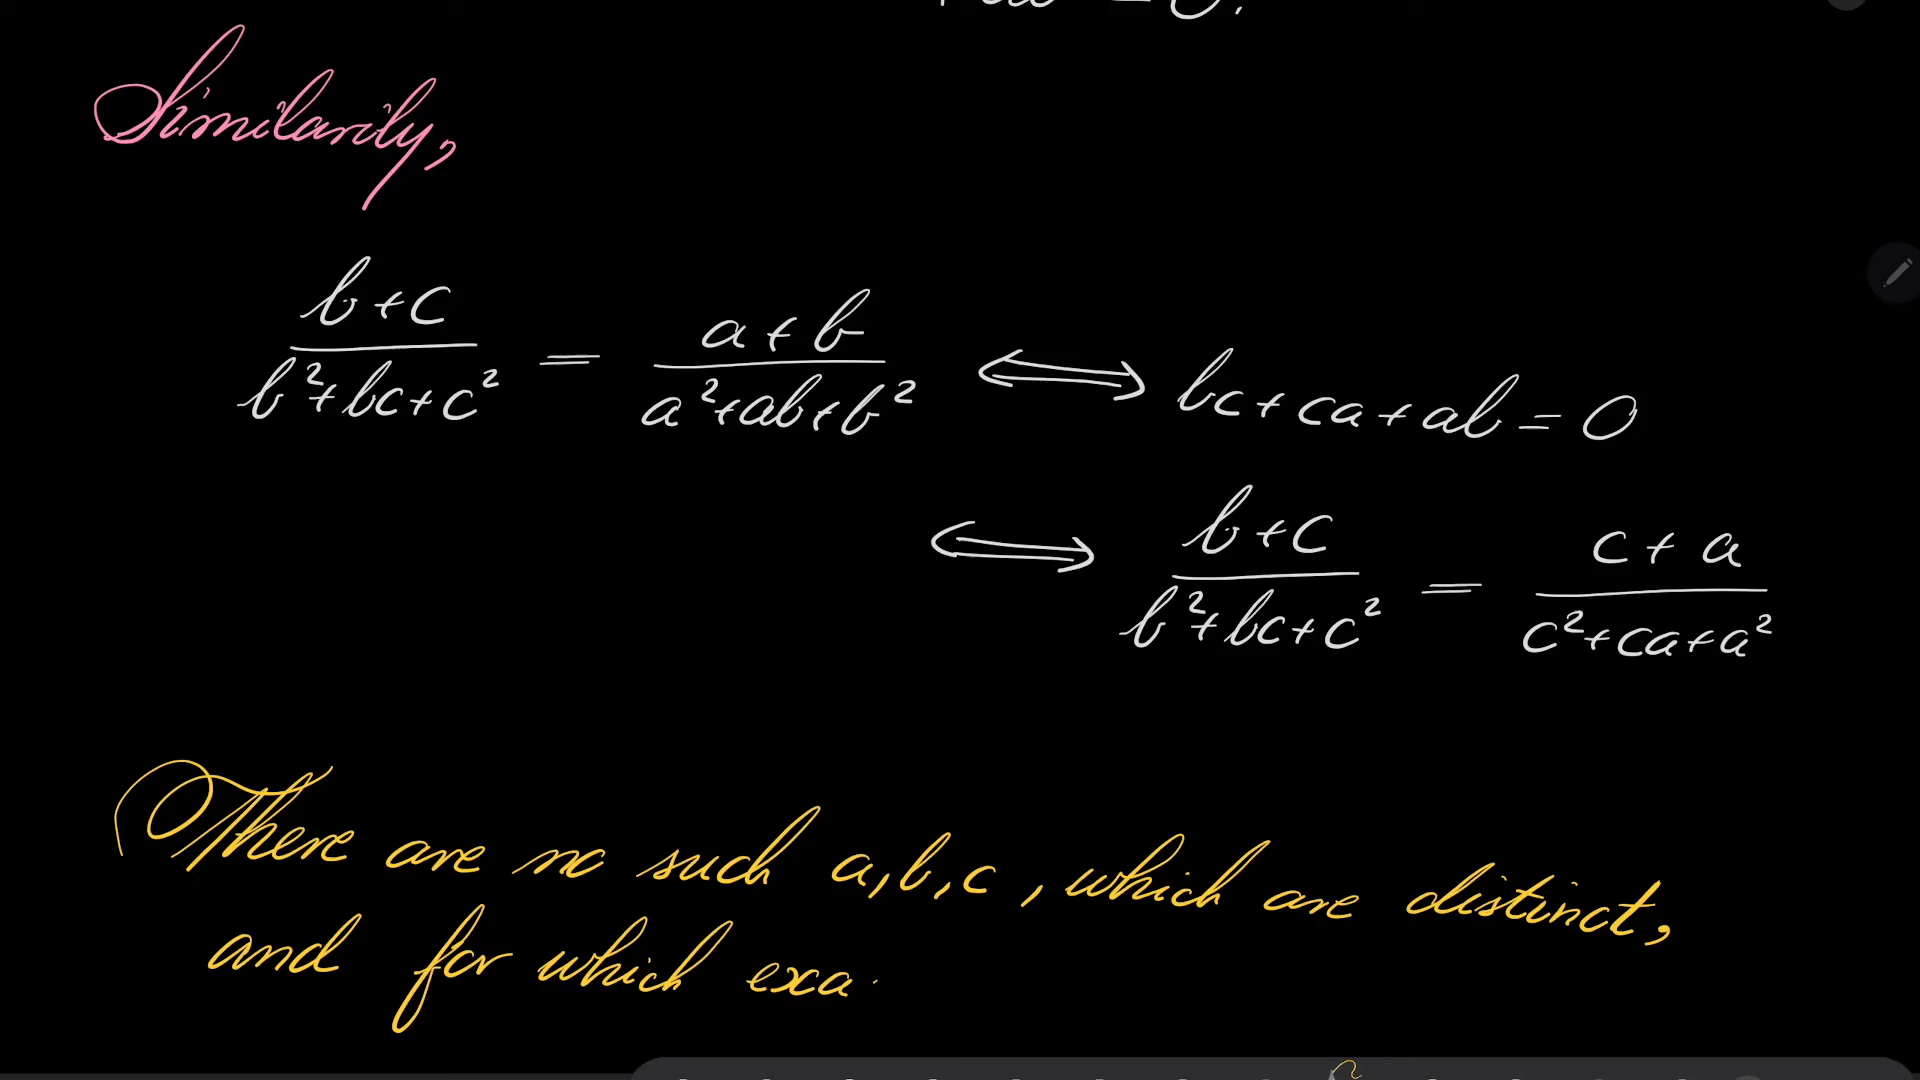 Similarily,
b+c / b²+bc+c² = a+b / a²+ab+b² ⟺ bc+ca+ab=0
⟺ b+c / b²+bc+c² = c+a / c²+ca+a²
There are no such a,b,c, which are distinct,
and for which exa